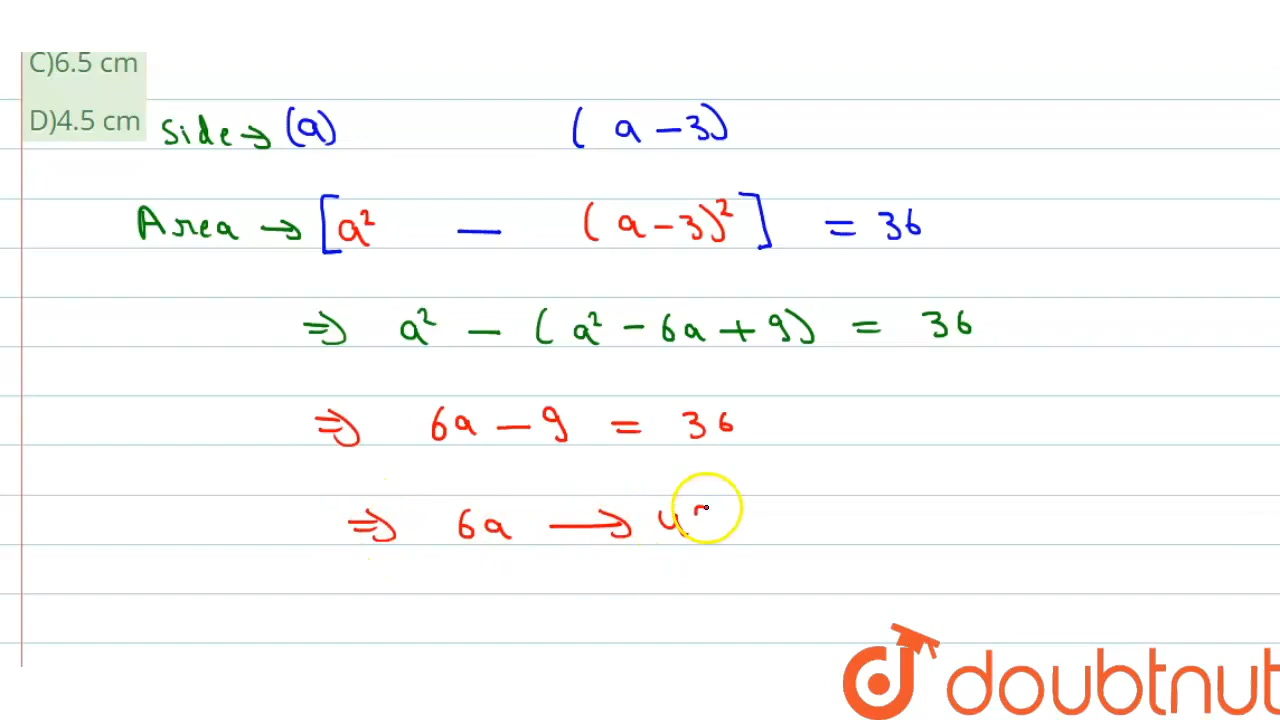 C)6.5 cm
D)4.5 cm
Side → (a) (a - 3)
Area → [a² - (a - 3)²] = 36
⇒ a² - (a² - 6a + 9) = 36
⇒ 6a - 9 = 36
⇒ 6a → 4
doubtnut